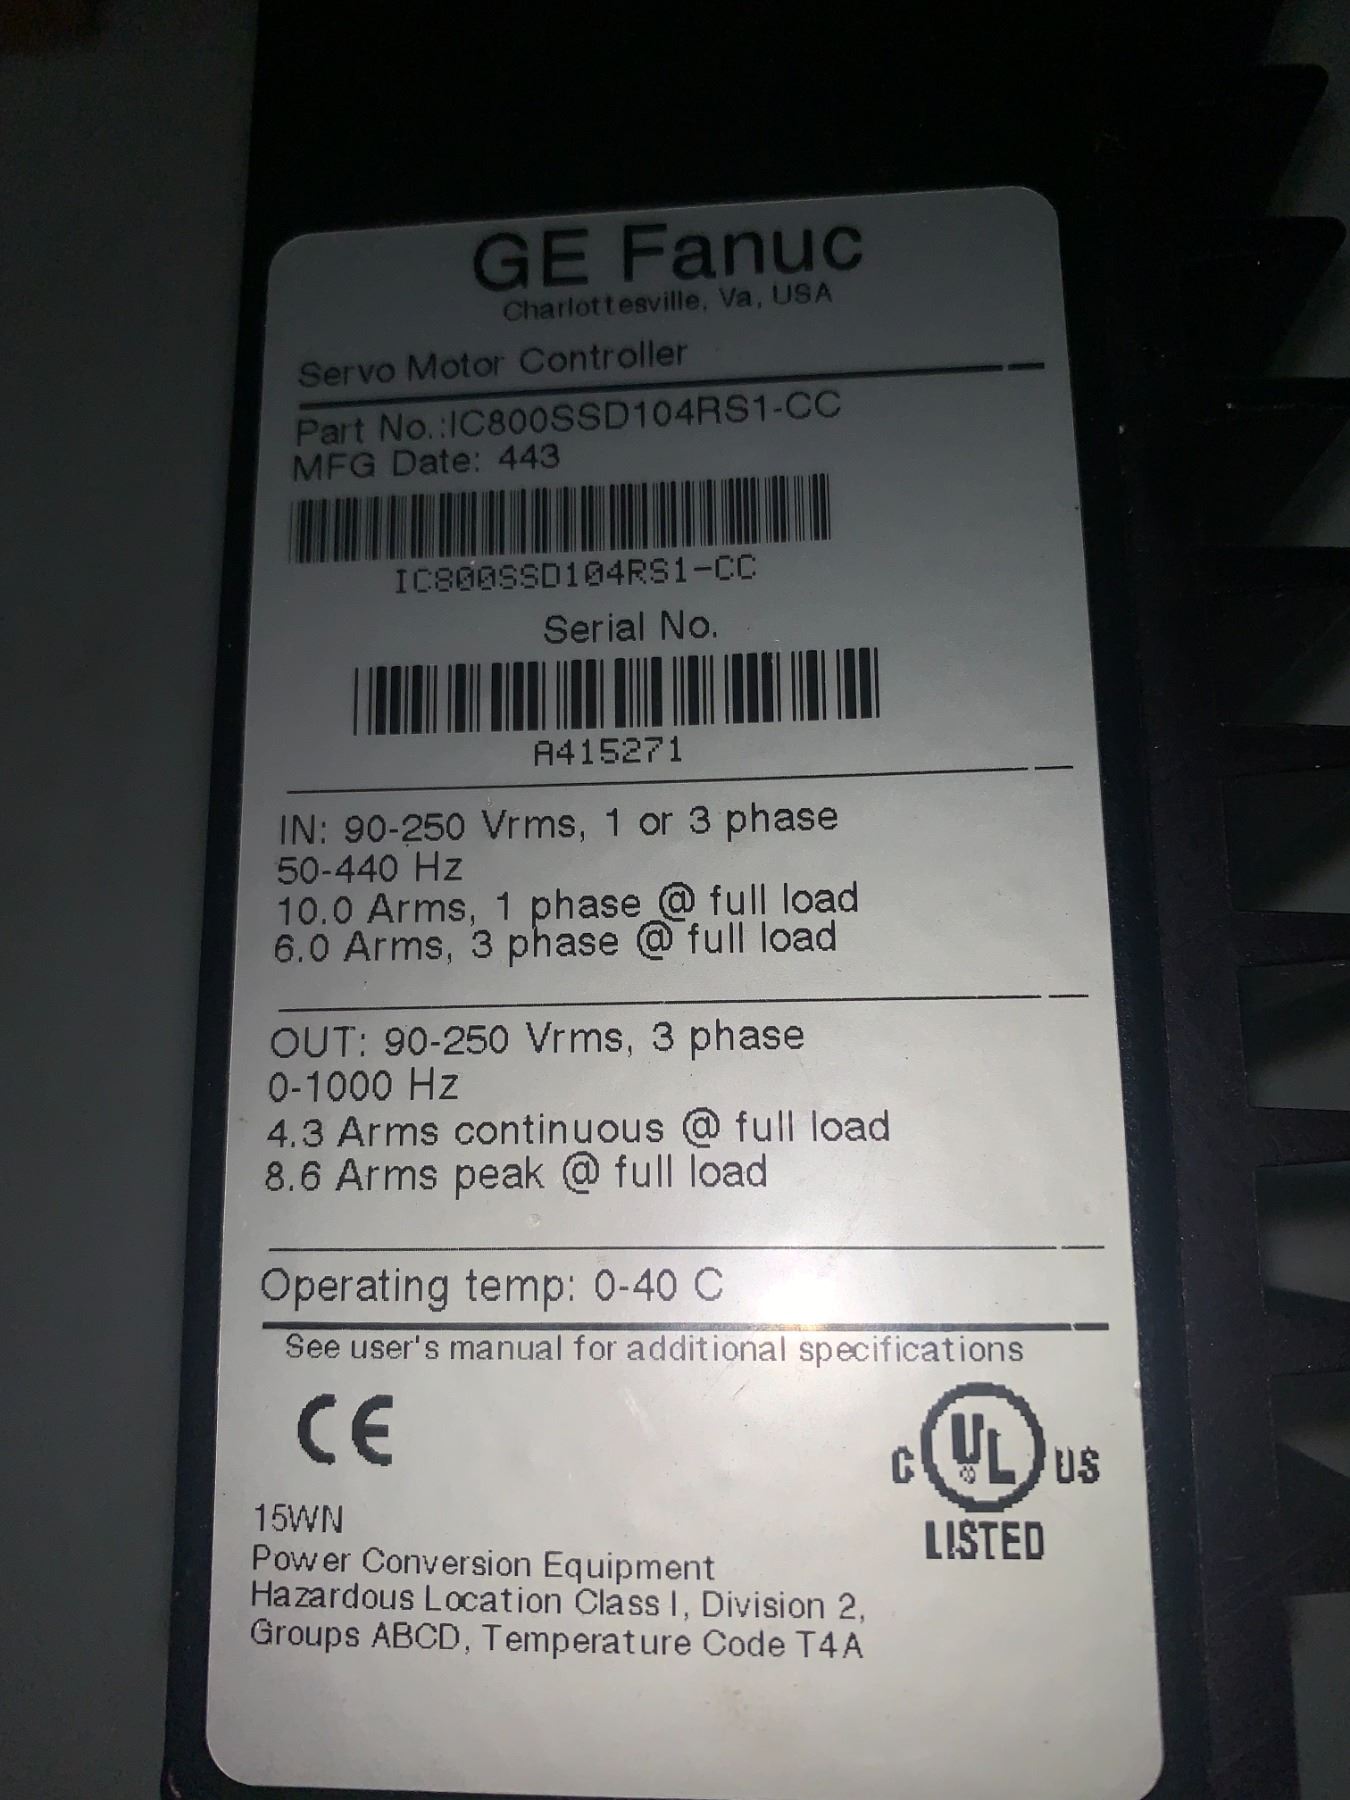 GE Fanuc
Charlottesville, Va, USA
Servo Motor Controller
Part No.:IC800SSD104RS1-CC
MFG Date: 443
IC800SSD104RS1-CC
Serial No.
A415271
IN: 90-250 Vrms, 1 or 3 phase
50-440 Hz
10.0 Arms, 1 phase @ full load
6.0 Arms, 3 phase @ full load
OUT: 90-250 Vrms, 3 phase
0-1000 Hz
4.3 Arms continuous @ full load
8.6 Arms peak @ full load
Operating temp: 0-40 C
See user's manual for additional specifications
CE
C UL US
LISTED
15WN
Power Conversion Equipment
Hazardous Location Class I, Division 2,
Groups ABCD, Temperature Code T4A